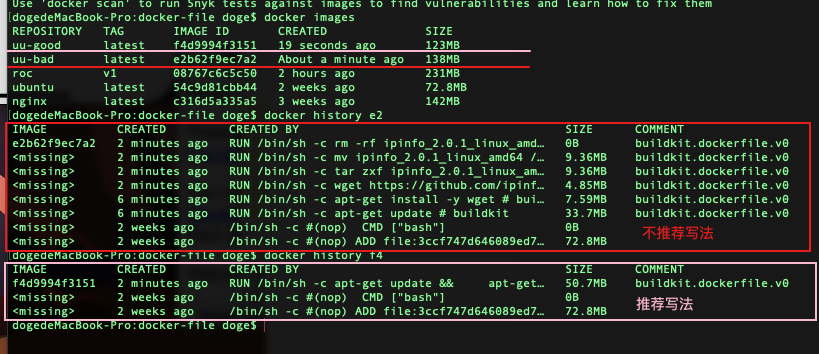 Use 'docker scan' to run Snyk tests against images to find vulnerabilities and learn how to fix them
[dogedeMacBook-Pro:docker-file doge$ docker images
REPOSITORY TAG IMAGE ID CREATED SIZE
uu-good latest f4d9994f3151 19 seconds ago 123MB
uu-bad latest e2b62f9ec7a2 About a minute ago 138MB
roc v1 08767c6c5c50 2 hours ago 231MB
ubuntu latest 54c9d81cbb44 2 weeks ago 72.8MB
nginx latest c316d5a335a5 3 weeks ago 142MB
[dogedeMacBook-Pro:docker-file doge$ docker history e2
IMAGE CREATED CREATED BY SIZE COMMENT
e2b62f9ec7a2 2 minutes ago RUN /bin/sh -c rm -rf ipinfo_2.0.1_linux_amd… 0B buildkit.dockerfile.v0
<missing> 2 minutes ago RUN /bin/sh -c mv ipinfo_2.0.1_linux_amd64 /… 9.36MB buildkit.dockerfile.v0
<missing> 2 minutes ago RUN /bin/sh -c tar zxf ipinfo_2.0.1_linux_am… 9.36MB buildkit.dockerfile.v0
<missing> 2 minutes ago RUN /bin/sh -c wget https://github.com/ipinf… 4.85MB buildkit.dockerfile.v0
<missing> 6 minutes ago RUN /bin/sh -c apt-get install -y wget # bui… 7.59MB buildkit.dockerfile.v0
<missing> 6 minutes ago RUN /bin/sh -c apt-get update # buildkit 33.7MB buildkit.dockerfile.v0
<missing> 2 weeks ago /bin/sh -c #(nop) CMD ["bash"] 0B
不推荐写法
<missing> 2 weeks ago /bin/sh -c #(nop) ADD file:3ccf747d646089ed7… 72.8MB
[dogedeMacBook-Pro:docker-file doge$ docker history f4
IMAGE CREATED CREATED BY SIZE COMMENT
f4d9994f3151 2 minutes ago RUN /bin/sh -c apt-get update && apt-get… 50.7MB buildkit.dockerfile.v0
<missing> 2 weeks ago /bin/sh -c #(nop) CMD ["bash"] 0B
推荐写法
<missing> 2 weeks ago /bin/sh -c #(nop) ADD file:3ccf747d646089ed7… 72.8MB
dogedeMacBook-Pro:docker-file doge$